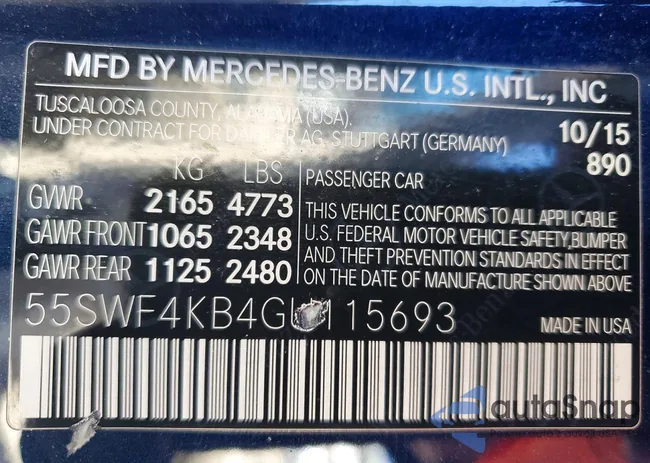 MFD BY MERCEDES-BENZ U.S. INTL., INC
TUSCALOOSA COUNTY, ALABAMA (USA).
UNDER CONTRACT FOR DAIMLER AG, STUTTGART (GERMANY)
10/15
890
KG LBS
GVWR 2165 4773
GAWR FRONT 1065 2348
GAWR REAR 1125 2480
PASSENGER CAR
THIS VEHICLE CONFORMS TO ALL APPLICABLE
U.S. FEDERAL MOTOR VEHICLE SAFETY,BUMPER
AND THEFT PREVENTION STANDARDS IN EFFECT
ON THE DATE OF MANUFACTURE SHOWN ABOVE.
55SWF4KB4GU115693
MADE IN USA
autoSnap